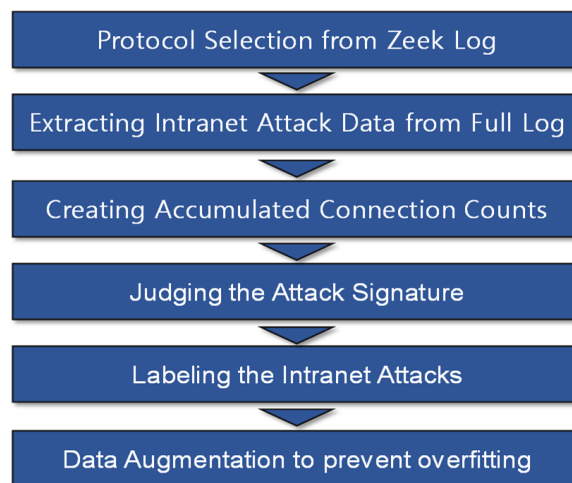 Protocol Selection from Zeek Log
Extracting Intranet Attack Data from Full Log
Creating Accumulated Connection Counts
Judging the Attack Signature
Labeling the Intranet Attacks
Data Augmentation to prevent overfitting